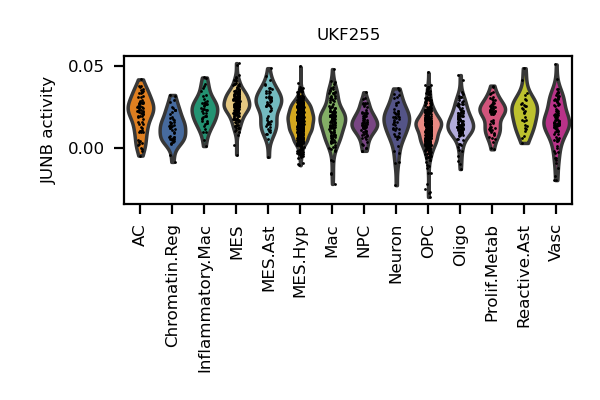 UKF255
JUNB activity
0.05
0.00
AC
Chromatin.Reg
Inflammatory.Mac
MES
MES.Ast
MES.Hyp
Mac
NPC
Neuron
OPC
Oligo
Prolif.Metab
Reactive.Ast
Vasc